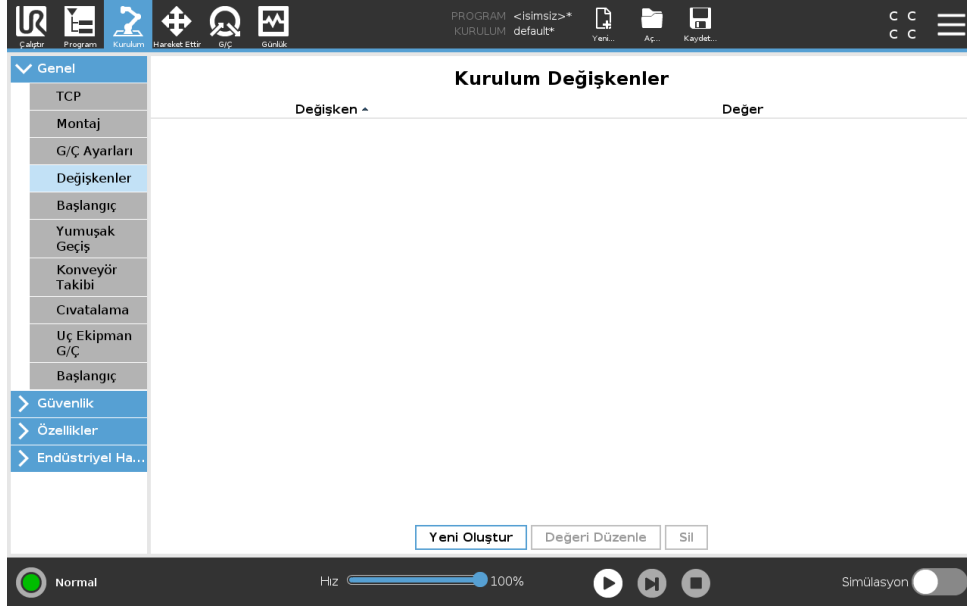 UR
PROGRAM <isimsiz>*
KURULUM default*
C C
C C
Çalıştır
Program
Kurulum
Hareket Ettir
G/Ç
Günlük
Yeni...
Aç...
Kaydet...
Genel
TCP
Montaj
G/Ç Ayarları
Değişkenler
Başlangıç
Yumuşak
Geçiş
Konveyör
Takibi
Cıvatalama
Uç Ekipman
G/Ç
Başlangıç
Güvenlik
Özellikler
Endüstriyel Ha...
Kurulum Değişkenler
Değişken
Değer
Yeni Oluştur
Değeri Düzenle
Sil
Normal
Hız
100%
Simülasyon